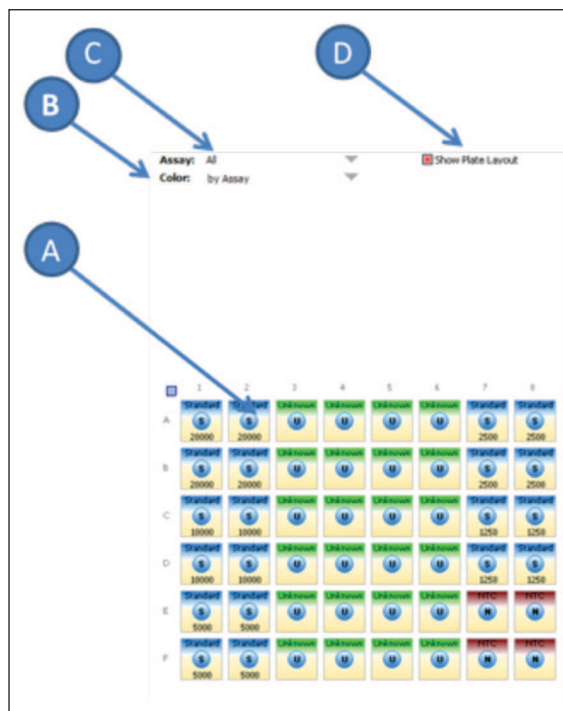 C
D
B
Assay: All
Show Plate Layout
Color: by Assay
A
1 2 3 4 5 6 7 8
Standard Standard Unknown Unknown Unknown Unknown Standard Standard
A S S U U U U S S
20000 20000 2500 2500
Standard Standard Unknown Unknown Unknown Unknown Standard Standard
B S S U U U U S S
20000 20000 2500 2500
Standard Standard Unknown Unknown Unknown Unknown Standard Standard
C S S U U U U S S
10000 10000 1250 1250
Standard Standard Unknown Unknown Unknown Unknown Standard Standard
D S S U U U U S S
10000 10000 1250 1250
Standard Standard Unknown Unknown Unknown Unknown NTC NTC
E S S U U U U N N
5000 5000
Standard Standard Unknown Unknown Unknown Unknown NTC NTC
F S S U U U U N N
5000 5000